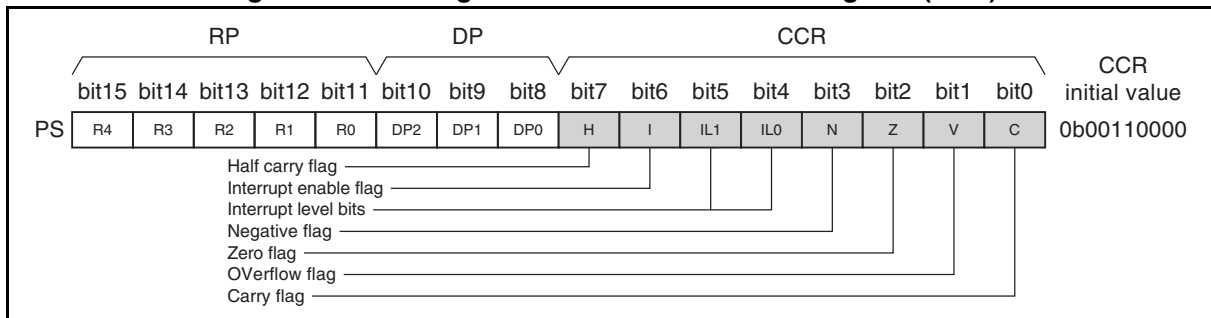 RP DP CCR
CCR
bit15 bit14 bit13 bit12 bit11 bit10 bit9 bit8 bit7 bit6 bit5 bit4 bit3 bit2 bit1 bit0 initial value
PS R4 R3 R2 R1 R0 DP2 DP1 DP0 H I IL1 IL0 N Z V C 0b00110000
Half carry flag
Interrupt enable flag
Interrupt level bits
Negative flag
Zero flag
OVerflow flag
Carry flag